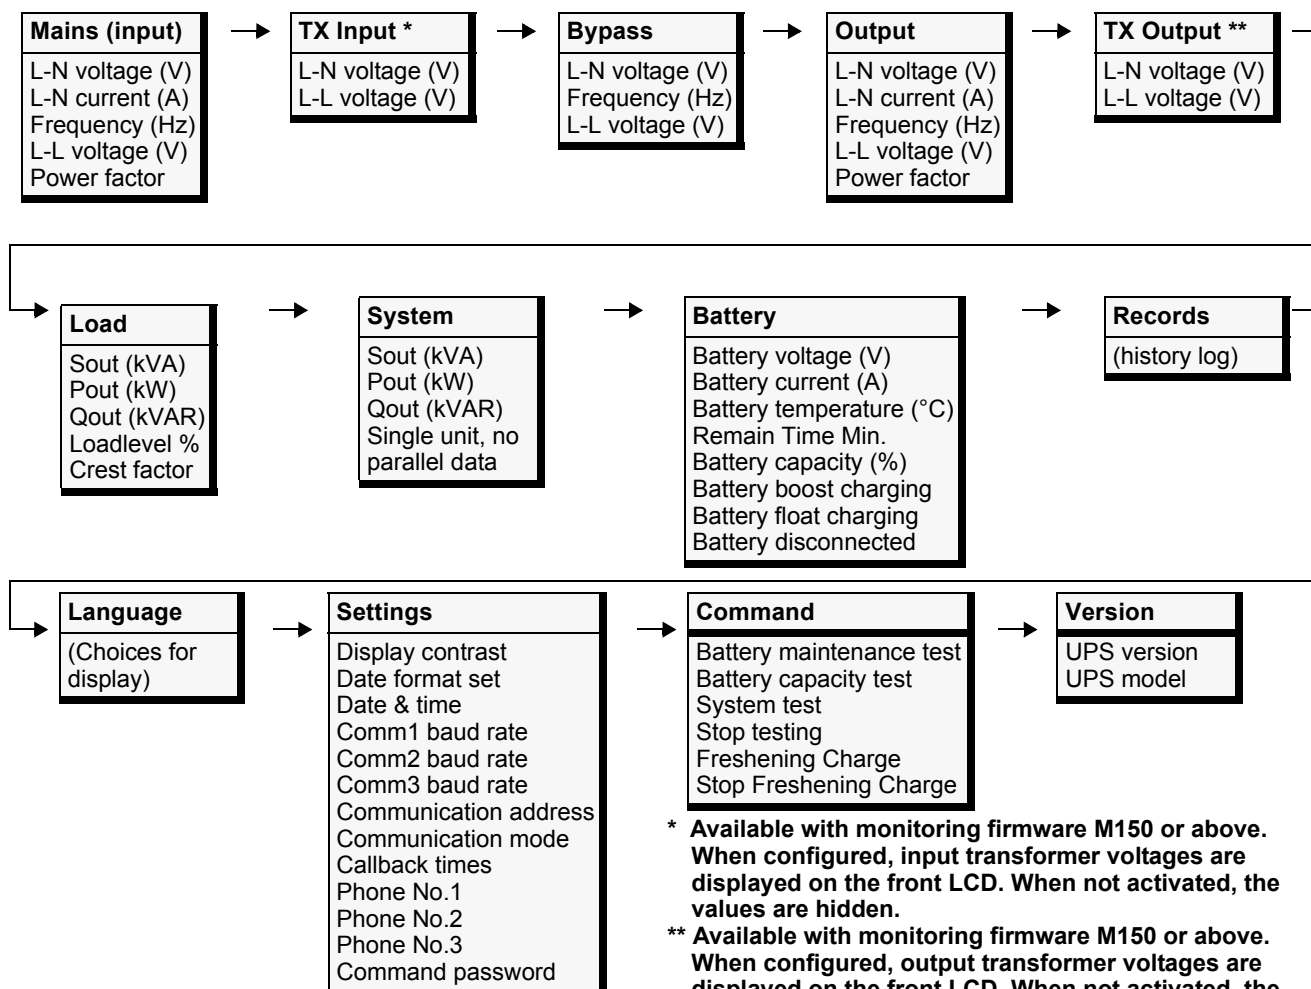 Mains (input)
L-N voltage (V)
L-N current (A)
Frequency (Hz)
L-L voltage (V)
Power factor
TX Input *
L-N voltage (V)
L-L voltage (V)
Bypass
L-N voltage (V)
Frequency (Hz)
L-L voltage (V)
Output
L-N voltage (V)
L-N current (A)
Frequency (Hz)
L-L voltage (V)
Power factor
TX Output **
L-N voltage (V)
L-L voltage (V)
Load
Sout (kVA)
Pout (kW)
Qout (kVAR)
Loadlevel %
Crest factor
System
Sout (kVA)
Pout (kW)
Qout (kVAR)
Single unit, no
parallel data
Battery
Battery voltage (V)
Battery current (A)
Battery temperature (°C)
Remain Time Min.
Battery capacity (%)
Battery boost charging
Battery float charging
Battery disconnected
Records
(history log)
Language
(Choices for
display)
Settings
Display contrast
Date format set
Date & time
Comm1 baud rate
Comm2 baud rate
Comm3 baud rate
Communication address
Communication mode
Callback times
Phone No.1
Phone No.2
Phone No.3
Command password
Command
Battery maintenance test
Battery capacity test
System test
Stop testing
Freshening Charge
Stop Freshening Charge
Version
UPS version
UPS model
* Available with monitoring firmware M150 or above.
When configured, input transformer voltages are
displayed on the front LCD. When not activated, the
values are hidden.
** Available with monitoring firmware M150 or above.
When configured, output transformer voltages are
displayed on the front LCD. When not activated, the